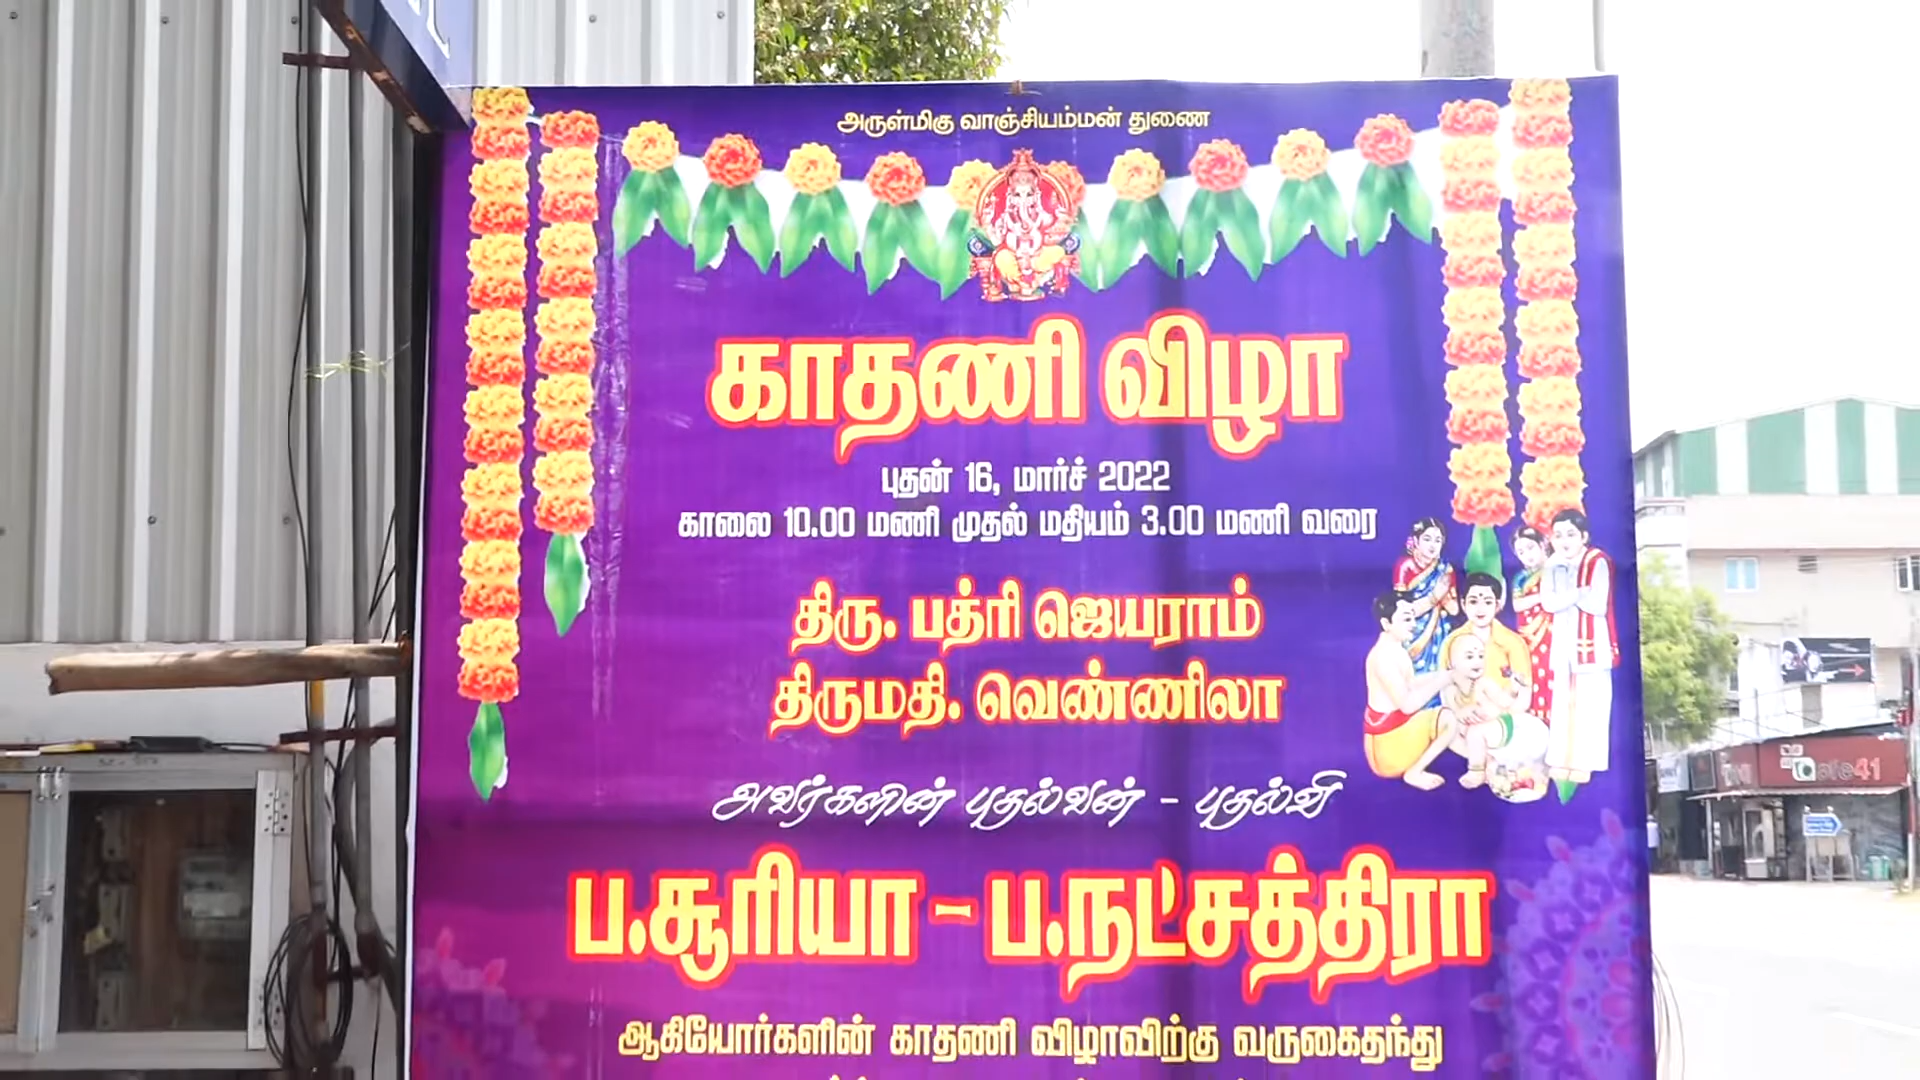 அருள்மிகு வாஞ்சியம்மன் துணை
காதணி விழா
புதன் 16, மார்ச் 2022
காலை 10.00 மணி முதல் மதியம் 3.00 மணி வரை
திரு. பத்ரி ஜெயராம்
திருமதி. வெண்ணிலா
அவர்களின் புதல்வன் - புதல்வி
ப.சூரியா - ப.நட்சத்திரா
ஆகியோர்களின் காதணி விழாவிற்கு வருகைதந்து